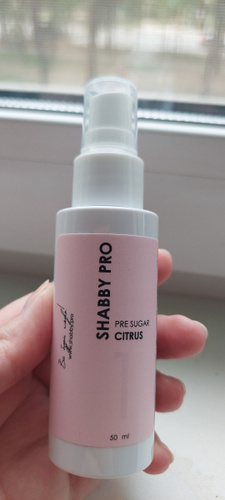 SHABBY PRO
PRE SUGAR
CITRUS
50 ml